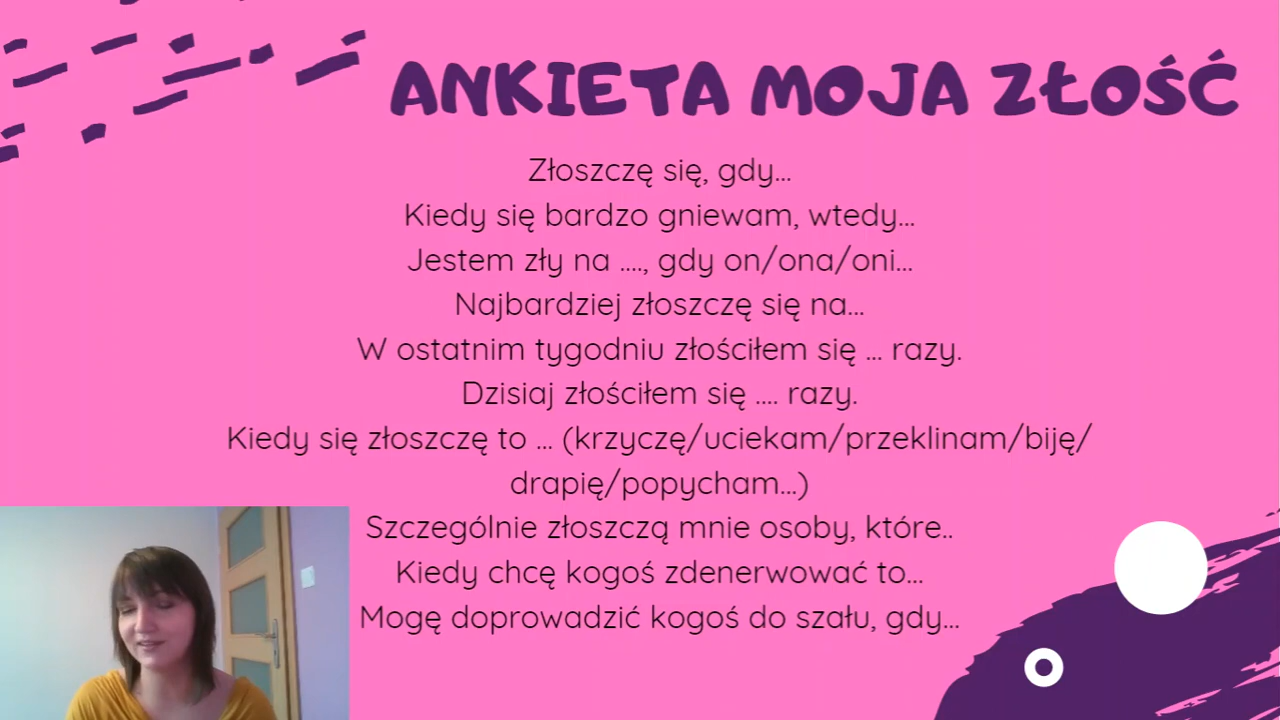 ANKIETA MOJA ZŁOŚĆ
Złoszczę się, gdy...
Kiedy się bardzo gniewam, wtedy...
Jestem zły na ...., gdy on/ona/oni...
Najbardziej złoszczę się na...
W ostatnim tygodniu złościłem się ... razy.
Dzisiaj złościłem się .... razy.
Kiedy się złoszczę to ... (krzyczę/uciekam/przeklinam/biję/
drapię/popycham...)
Szczególnie złoszczą mnie osoby, które..
Kiedy chcę kogoś zdenerwować to...
Mogę doprowadzić kogoś do szału, gdy...